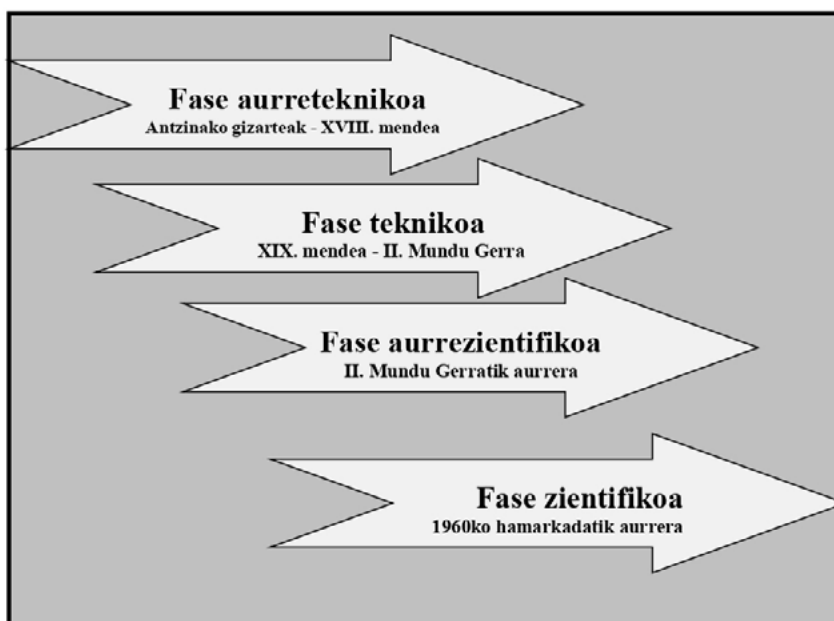 Fase aurreteknikoa
Antzinako gizarteak - XVIII. mendea
Fase teknikoa
XIX. mendea - II. Mundu Gerra
Fase aurrezientifikoa
II. Mundu Gerratik aurrera
Fase zientifikoa
1960ko hamarkadatik aurrera